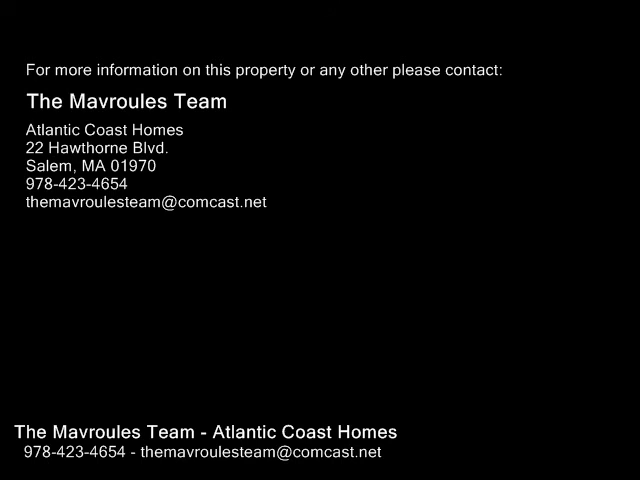 For more information on this property or any other please contact:
The Mavroules Team
Atlantic Coast Homes
22 Hawthorne Blvd.
Salem, MA 01970
978-423-4654
themavroulesteam@comcast.net
The Mavroules Team - Atlantic Coast Homes
978-423-4654 - themavroulesteam@comcast.net